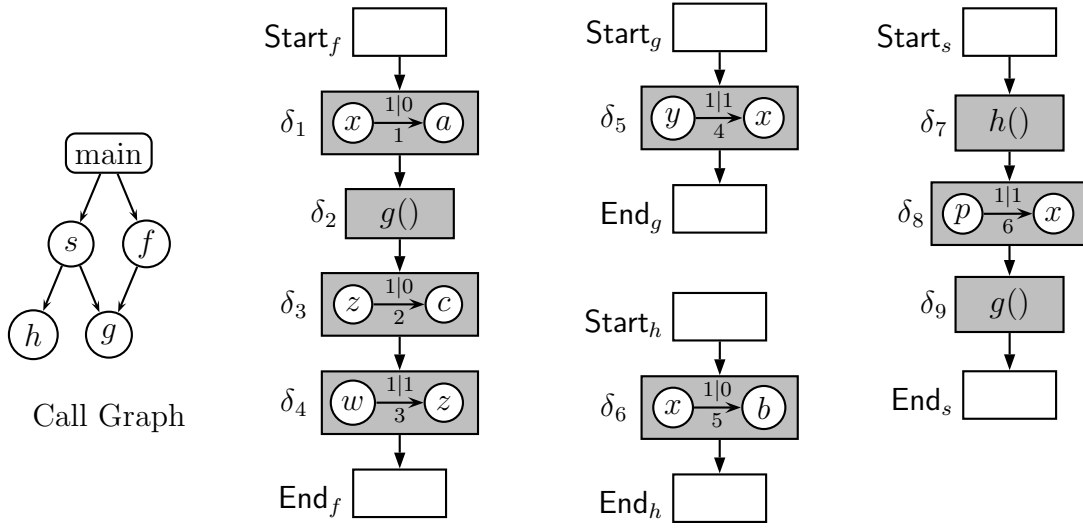 main
s
f
h
g
Call Graph
Start_f
δ_1
x
1|0
1
a
δ_2
g()
δ_3
z
1|0
2
c
δ_4
w
1|1
3
z
End_f
Start_g
δ_5
y
1|1
4
x
End_g
Start_h
δ_6
x
1|0
5
b
End_h
Start_s
δ_7
h()
δ_8
p
1|1
6
x
δ_9
g()
End_s